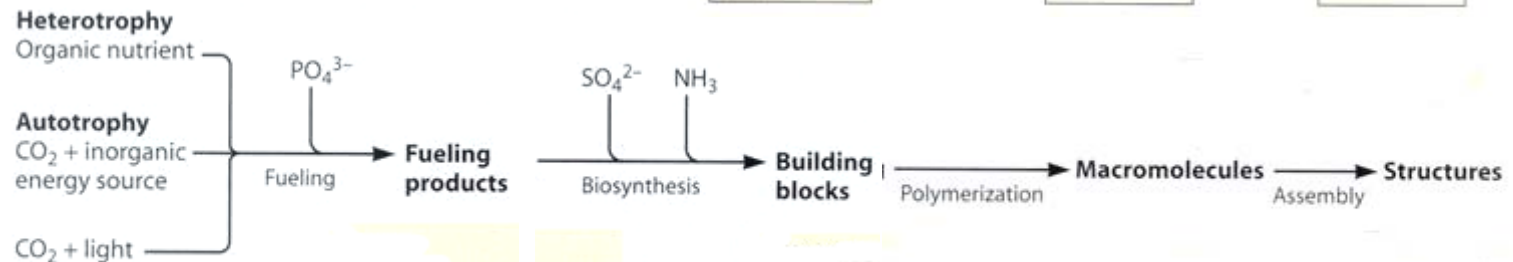 Heterotrophy
Organic nutrient
PO₄³⁻
SO₄²⁻ NH₃
Autotrophy
CO₂ + inorganic
energy source
Fueling
Fueling
products
Biosynthesis
Building
blocks
Polymerization
Macromolecules
Assembly
Structures
CO₂ + light